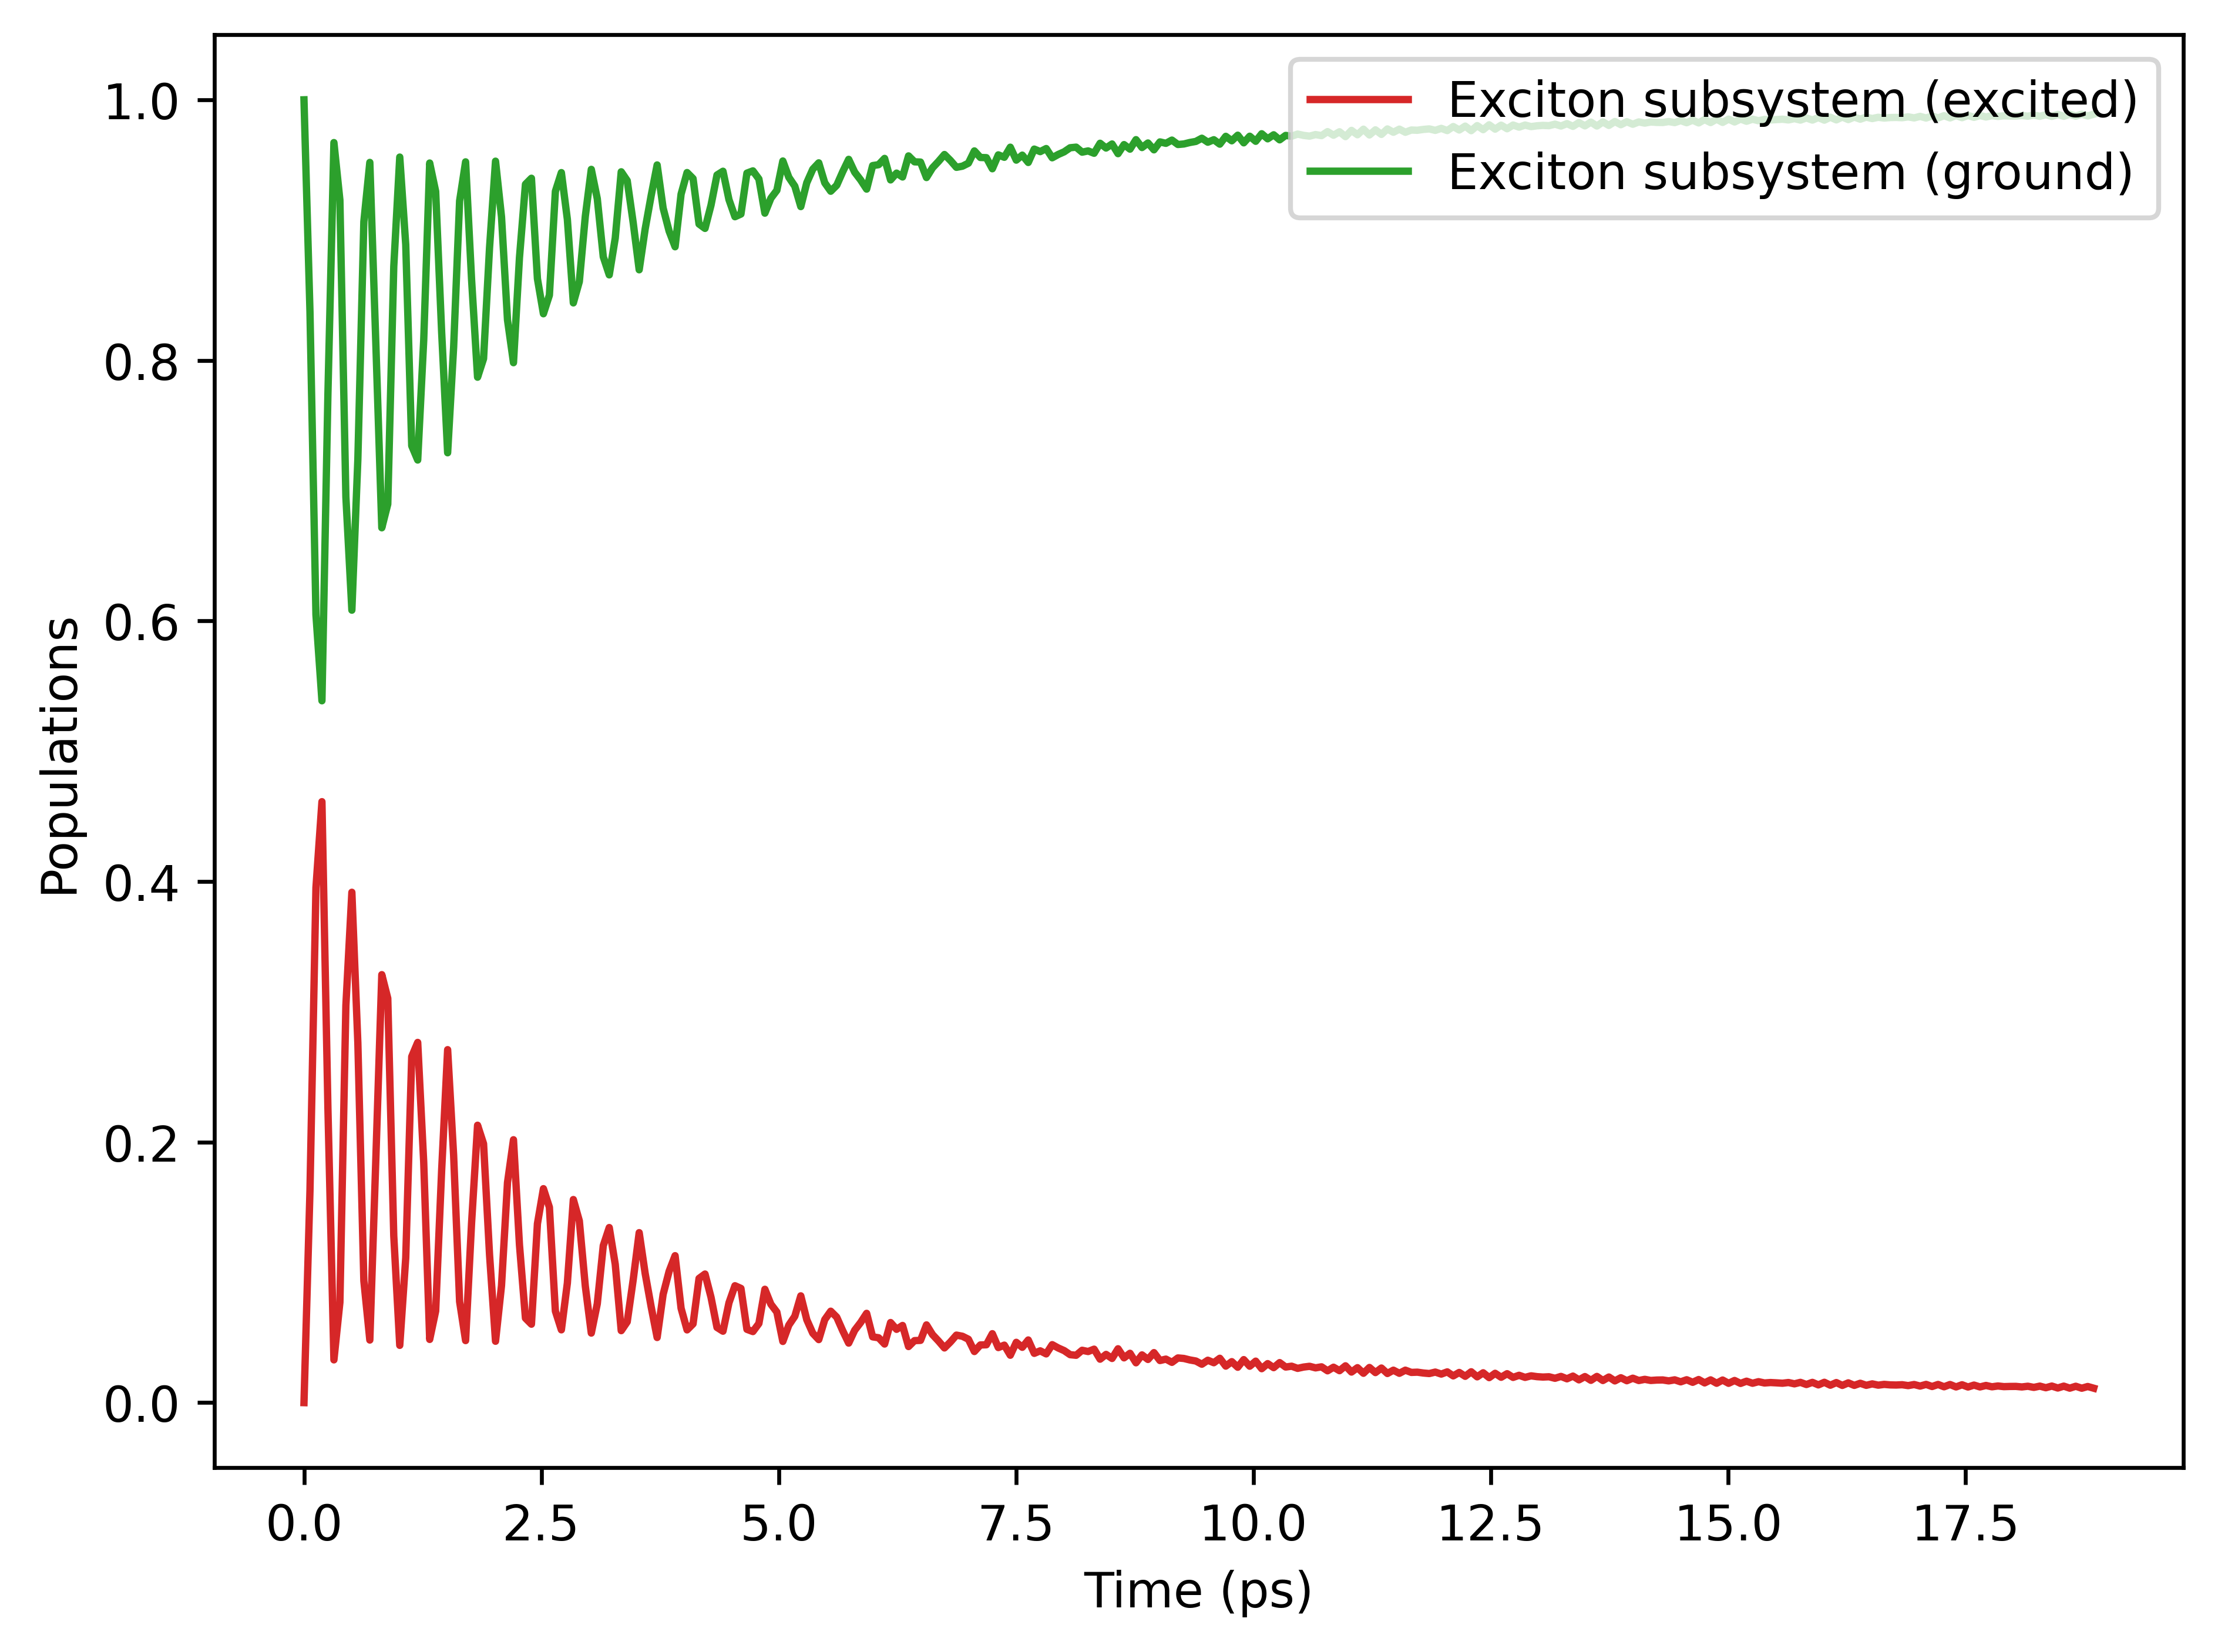 Exciton subsystem (excited)
Exciton subsystem (ground)
1.0
0.8
0.6
0.4
0.2
0.0
Populations
0.0 2.5 5.0 7.5 10.0 12.5 15.0 17.5
Time (ps)